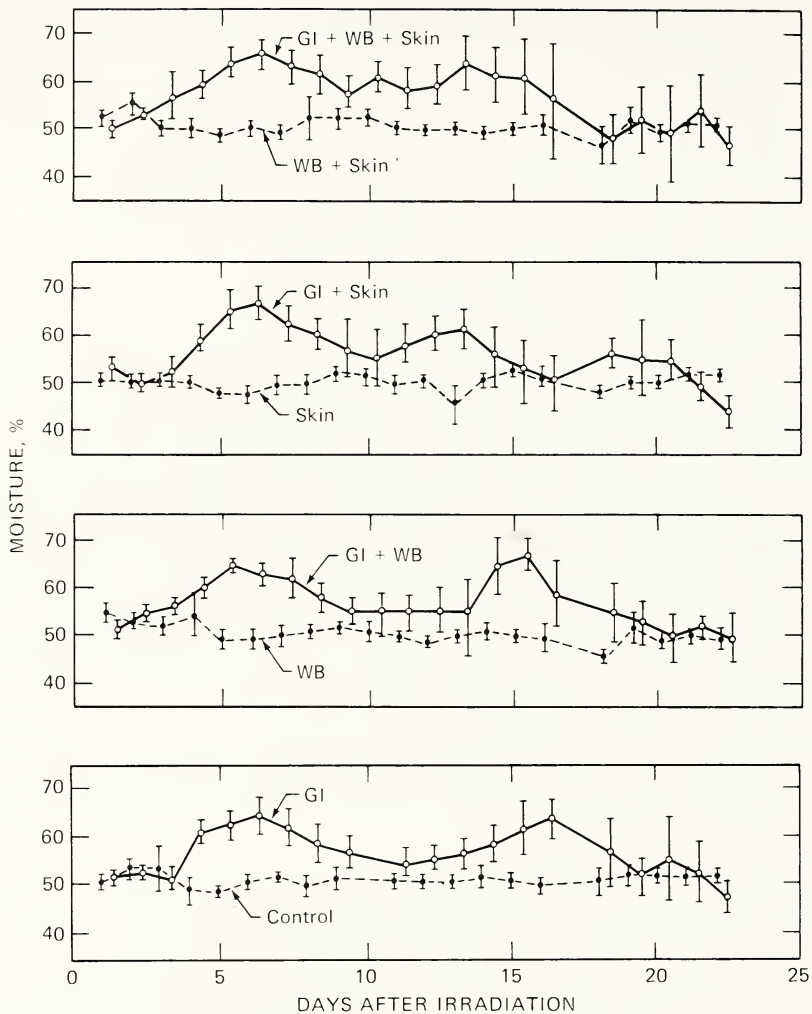 70
60
50
40
GI + WB + Skin
WB + Skin
70
60
50
40
GI + Skin
Skin
MOISTURE, %
70
60
50
40
GI + WB
WB
70
60
50
40
GI
Control
0
5
10
15
20
25
DAYS AFTER IRRADIATION